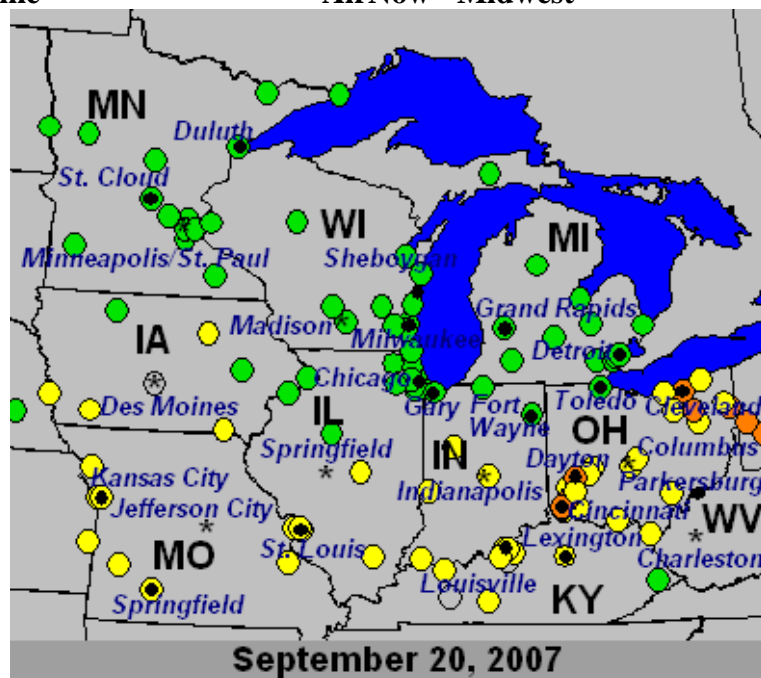 AirNow - Midwest
MN
Duluth
St. Cloud
WI
MI
Minneapolis/St. Paul
Sheboygan
Grand Rapids
Madison
Milwaukee
Detroit
IA
Chicago
Gary
Fort
Wayne
Toledo
Cleveland
Des Moines
IL
Springfield
IN
OH
Columbus
Dayton
Kansas City
Indianapolis
Parkersburg
Jefferson City
Cincinnati
WV
St. Louis
Lexington
Charleston
MO
Louisville
Springfield
KY
September 20, 2007